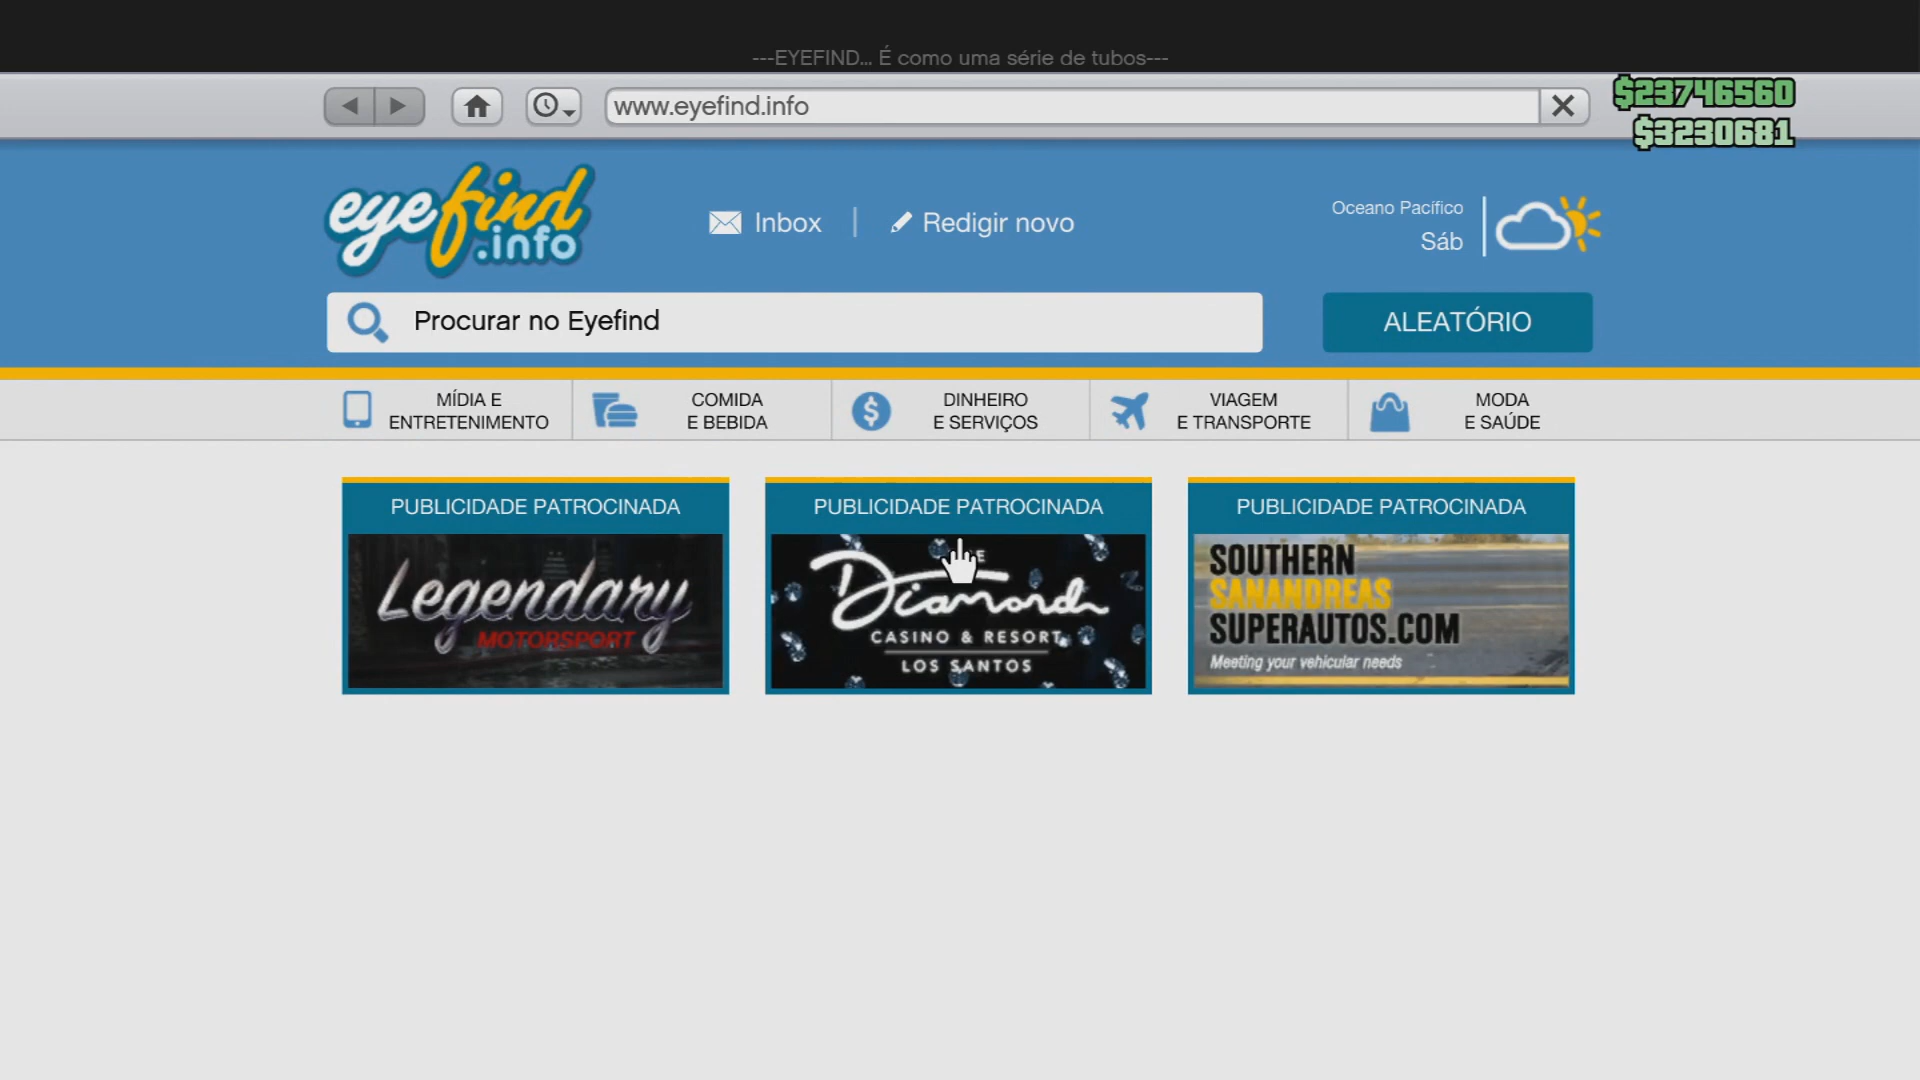 ---EYEFIND... É como uma série de tubos---
www.eyefind.info
$23746560
$3230681
eyefind
.info
Inbox
Redigir novo
Oceano Pacífico
Sáb
Procurar no Eyefind
ALEATÓRIO
MÍDIA E
ENTRETENIMENTO
COMIDA
E BEBIDA
DINHEIRO
E SERVIÇOS
VIAGEM
E TRANSPORTE
MODA
E SAÚDE
PUBLICIDADE PATROCINADA
Legendary
MOTORSPORT
PUBLICIDADE PATROCINADA
Diamond
CASINO & RESORT
LOS SANTOS
PUBLICIDADE PATROCINADA
SOUTHERN
SANANDREAS
SUPERAUTOS.COM
Meeting your vehicular needs